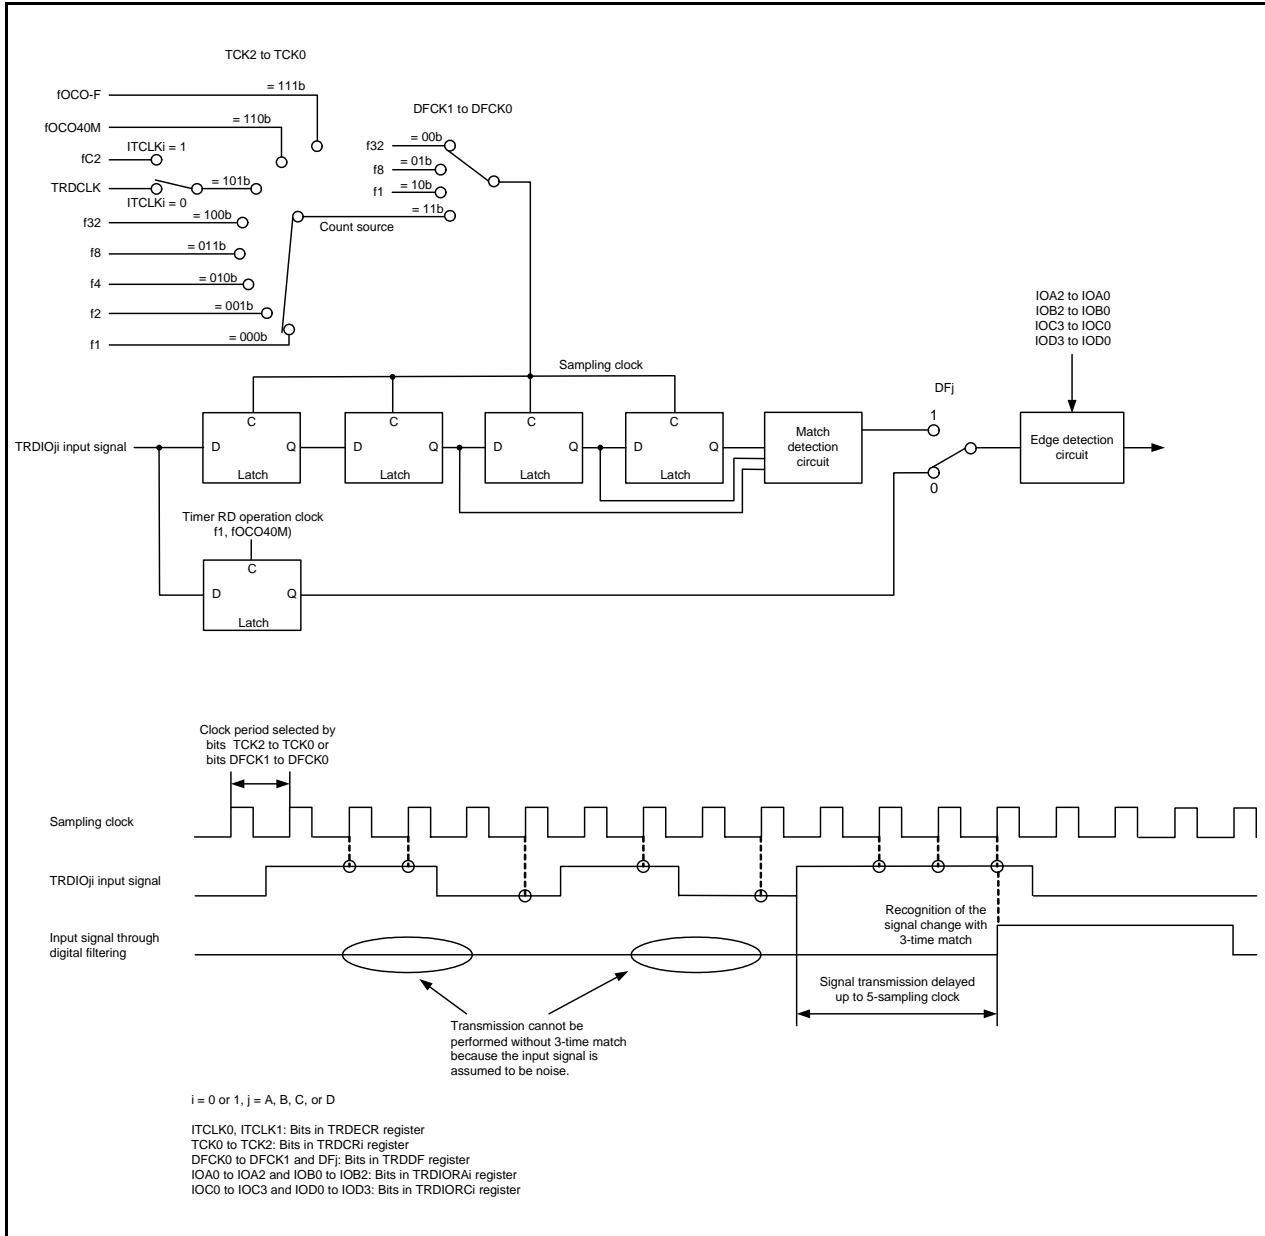 TCK2 to TCK0
fOCO-F
= 111b
fOCO40M
= 110b
fC2
ITCLKi = 1
TRDCLK
= 101b
ITCLKi = 0
f32
= 100b
f8
= 011b
f4
= 010b
f2
= 001b
f1
= 000b
Count source
DFCK1 to DFCK0
f32
= 00b
f8
= 01b
f1
= 10b
= 11b
IOA2 to IOA0
IOB2 to IOB0
IOC3 to IOC0
IOD3 to IOD0
Sampling clock
TRDIOji input signal
C
D
Q
Latch
C
D
Q
Latch
C
D
Q
Latch
C
D
Q
Latch
Match
detection
circuit
DFj
1
0
Edge detection
circuit
Timer RD operation clock
f1, fOCO40M)
C
D
Q
Latch
Clock period selected by
bits TCK2 to TCK0 or
bits DFCK1 to DFCK0
Sampling clock
TRDIOji input signal
Input signal through
digital filtering
Recognition of the
signal change with
3-time match
Signal transmission delayed
up to 5-sampling clock
Transmission cannot be
performed without 3-time match
because the input signal is
assumed to be noise.
i = 0 or 1, j = A, B, C, or D
ITCLK0, ITCLK1: Bits in TRDECR register
TCK0 to TCK2: Bits in TRDCRi register
DFCK0 to DFCK1 and DFj: Bits in TRDDF register
IOA0 to IOA2 and IOB0 to IOB2: Bits in TRDIORAi register
IOC0 to IOC3 and IOD0 to IOD3: Bits in TRDIORCi register